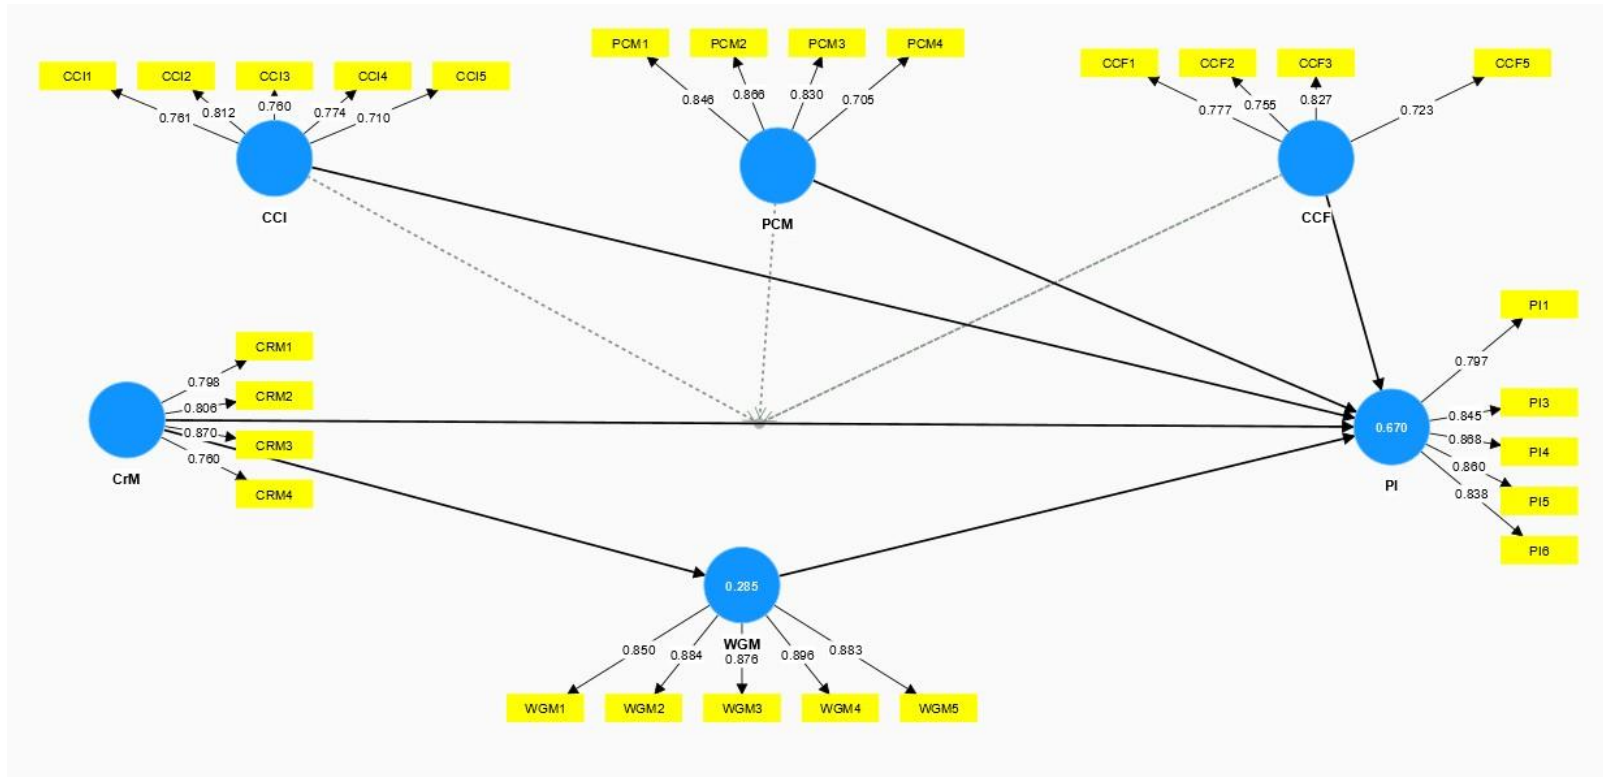 PCM1 PCM2 PCM3 PCM4
CCF1 CCF2 CCF3 CCF5
CCI1 CCI2 CCI3 CCI4 CCI5
0.846 0.866 0.830 0.705
0.777 0.755 0.827 0.723
0.761 0.812 0.760 0.774 0.710
CCI
PCM
CCF
CRM1
CRM2
CRM3
CRM4
0.798
0.806
0.870
0.760
CrM
PI1
PI3
PI4
PI5
PI6
0.797
0.845
0.868
0.860
0.838
0.670
PI
0.285
WGM
0.850 0.884 0.876 0.896 0.883
WGM1 WGM2 WGM3 WGM4 WGM5